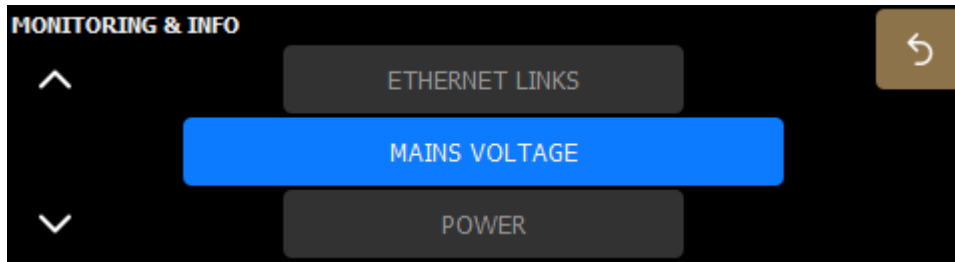 MONITORING & INFO
ETHERNET LINKS
MAINS VOLTAGE
POWER